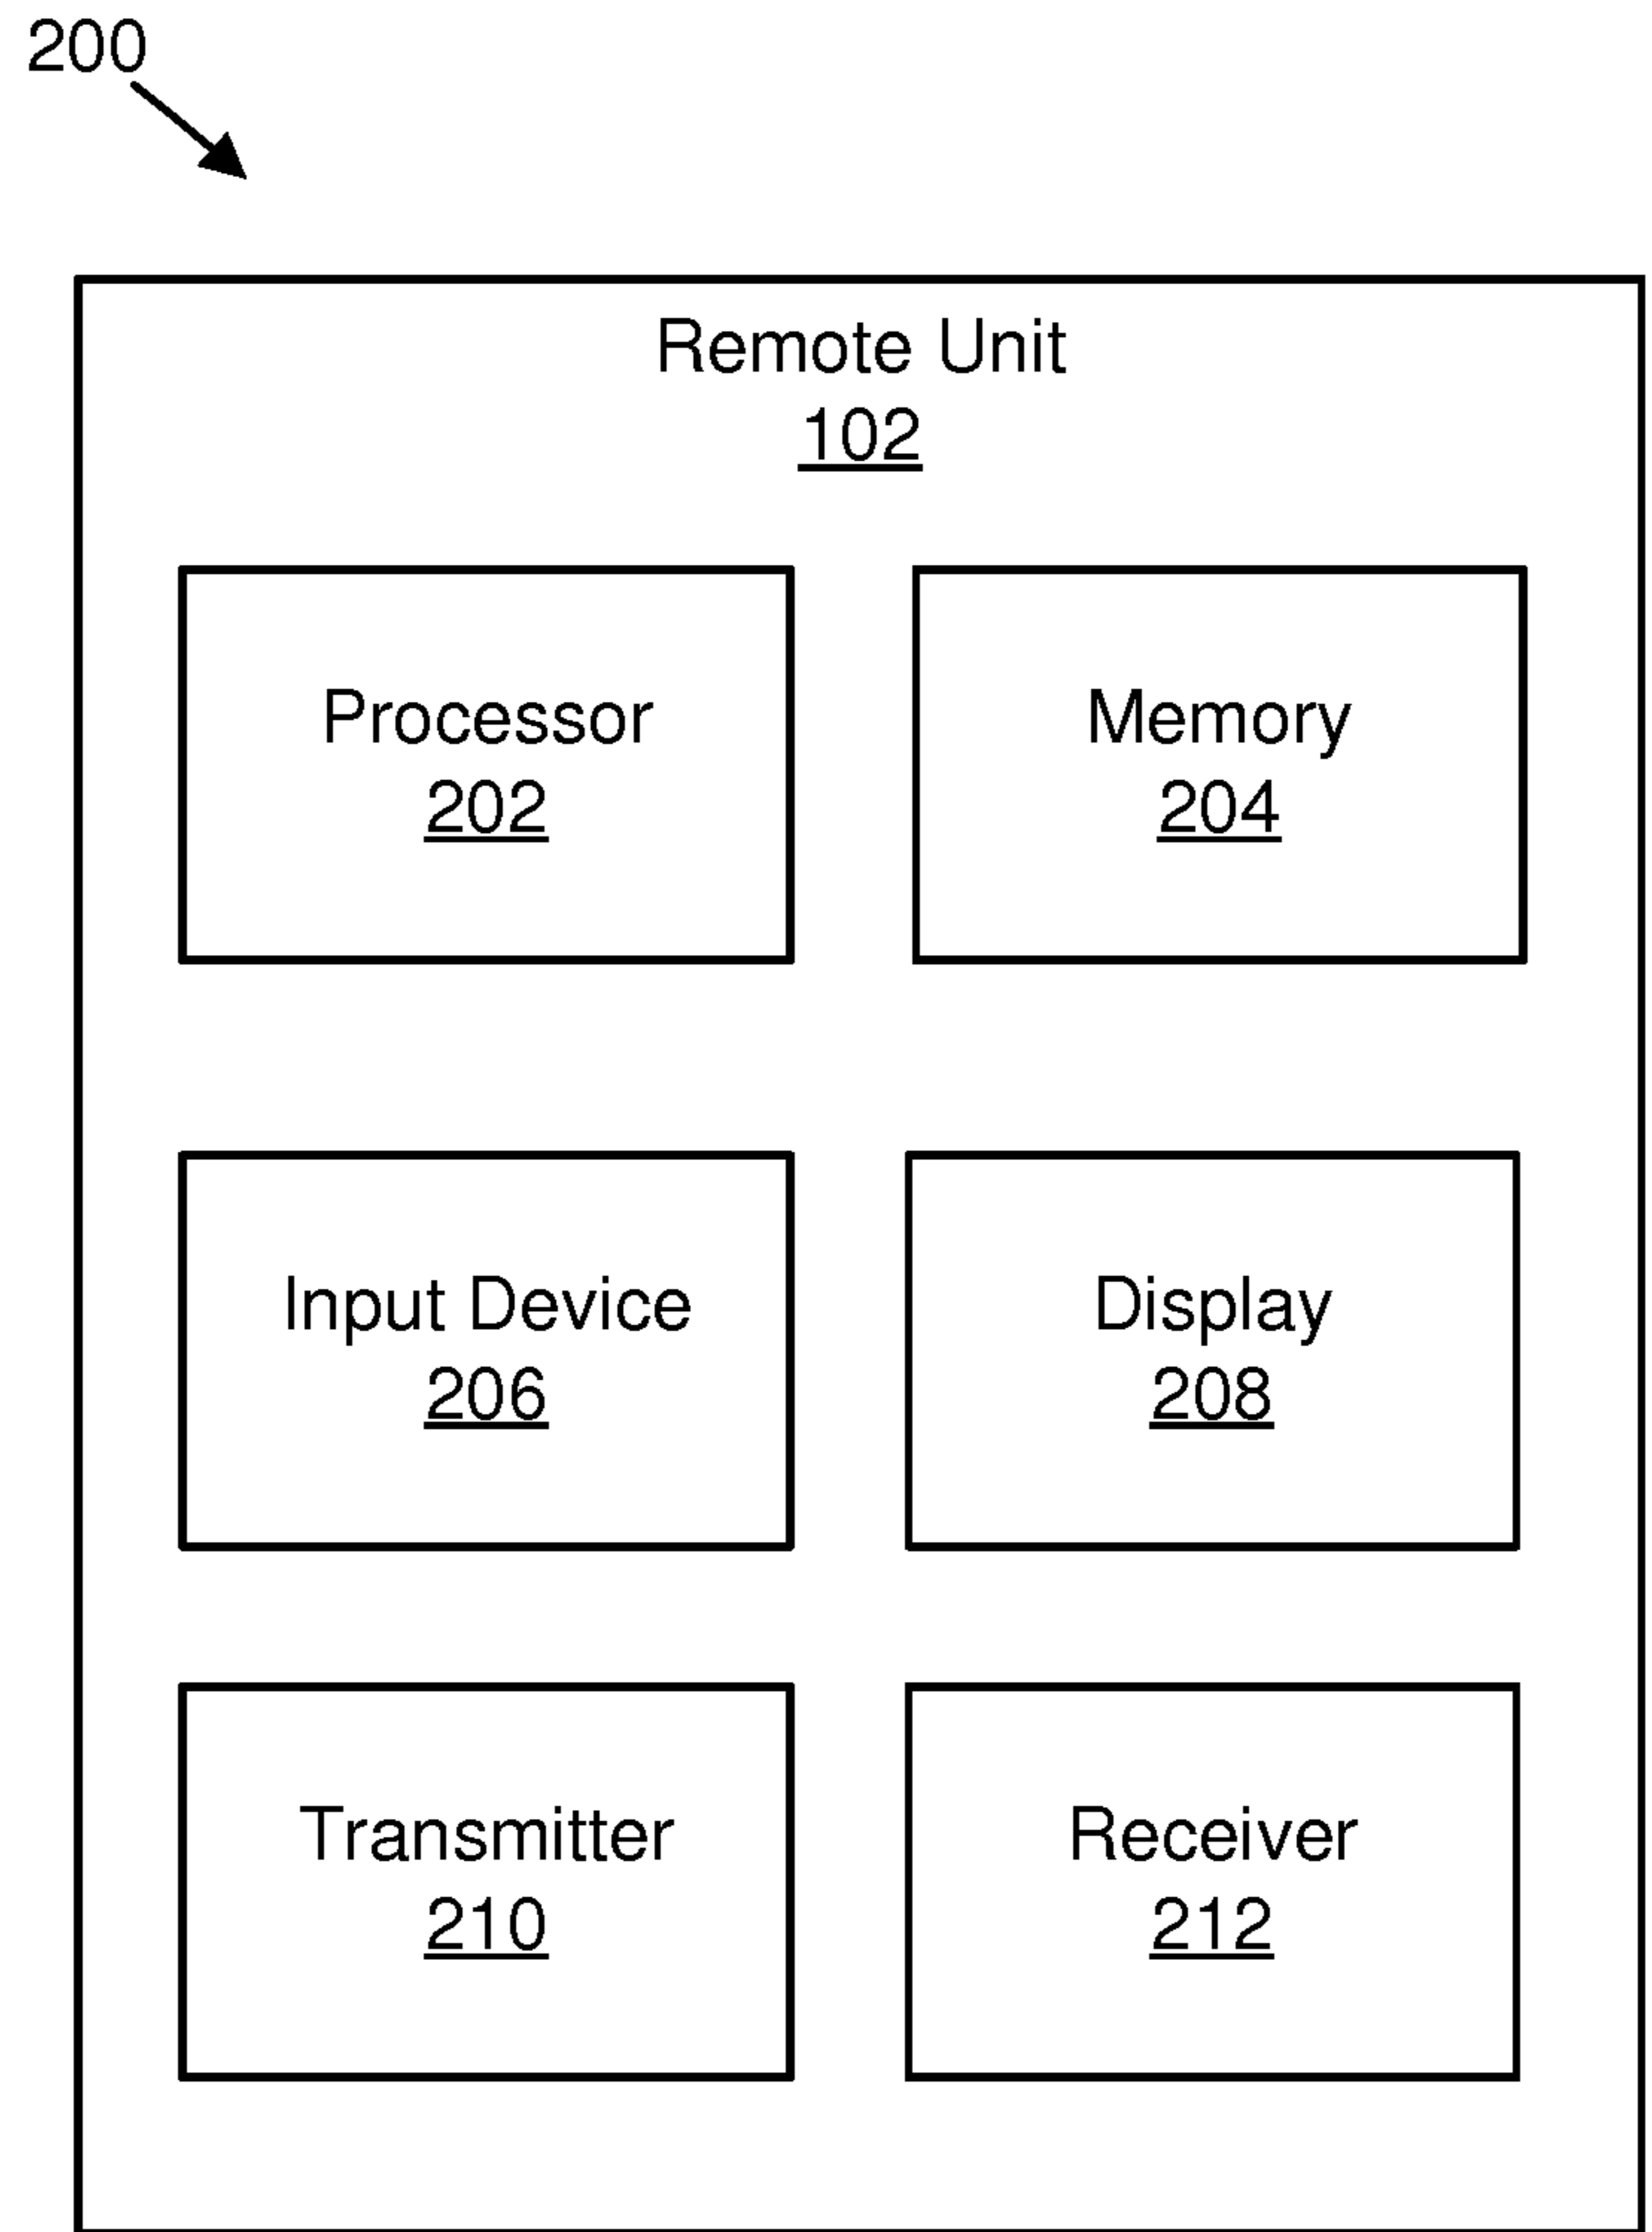 200
Remote Unit
102
Processor
202
Memory
204
Input Device
206
Display
208
Transmitter
210
Receiver
212